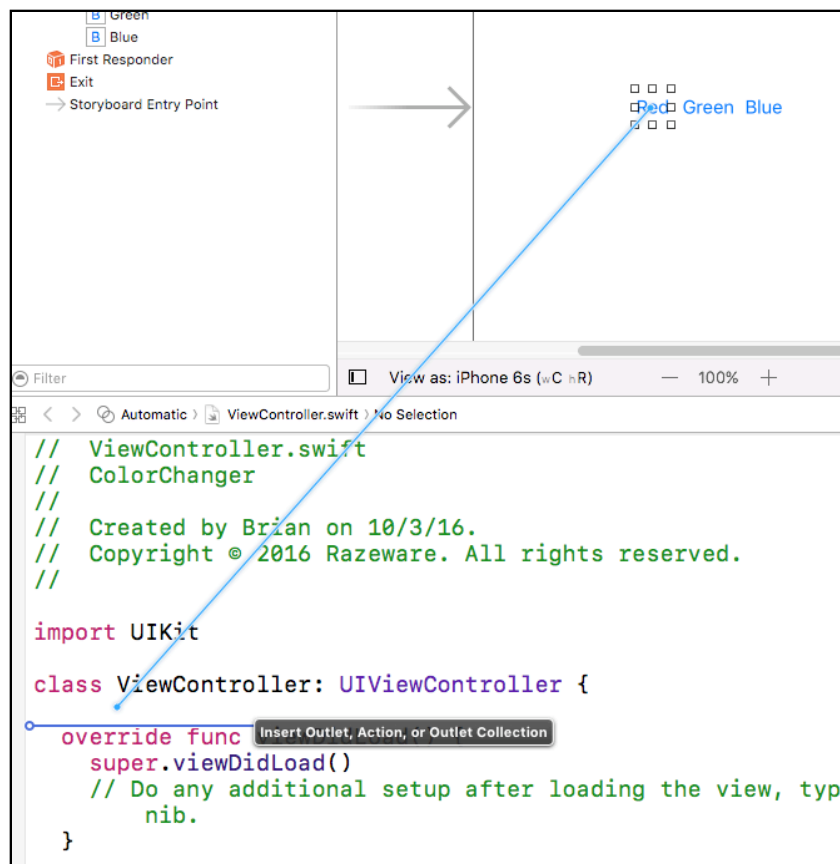 Green
Blue
First Responder
Exit
Storyboard Entry Point
Red Green Blue
Filter
View as: iPhone 6s (wC hR)
100%
Automatic
ViewController.swift
No Selection
// ViewController.swift
// ColorChanger
//
// Created by Brian on 10/3/16.
// Copyright © 2016 Razeware. All rights reserved.
//
import UIKit
class ViewController: UIViewController {
Insert Outlet, Action, or Outlet Collection
override func viewDidLoad() {
super.viewDidLoad()
// Do any additional setup after loading the view, typ
nib.
}